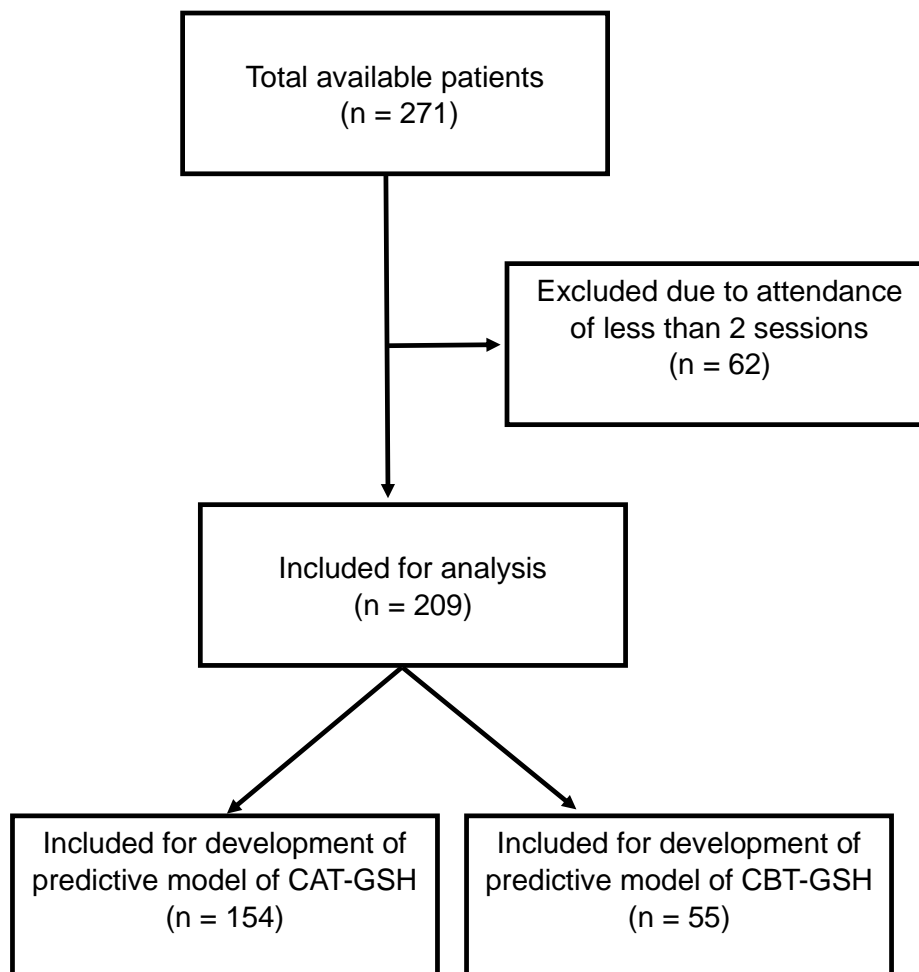 Total available patients
(n = 271)
Excluded due to attendance
of less than 2 sessions
(n = 62)
Included for analysis
(n = 209)
Included for development of
predictive model of CAT-GSH
(n = 154)
Included for development of
predictive model of CBT-GSH
(n = 55)